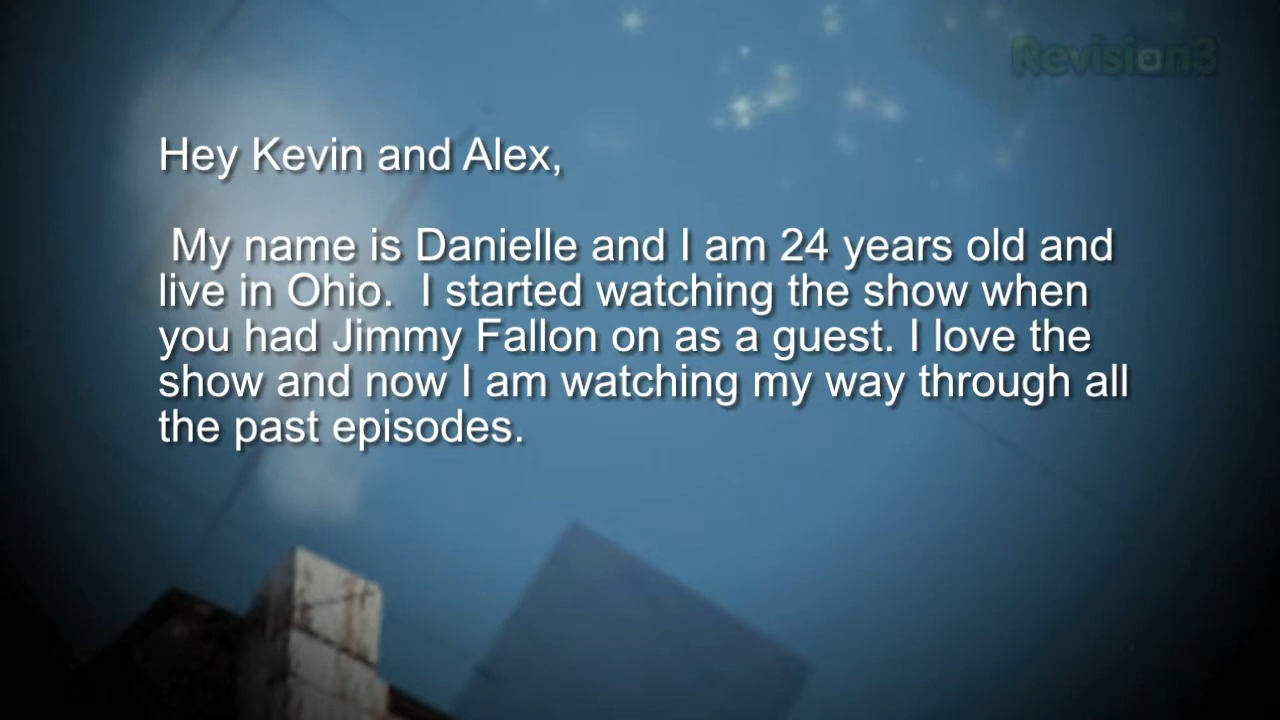 Revision3
Hey Kevin and Alex,
My name is Danielle and I am 24 years old and
live in Ohio.  I started watching the show when
you had Jimmy Fallon on as a guest. I love the
show and now I am watching my way through all
the past episodes.